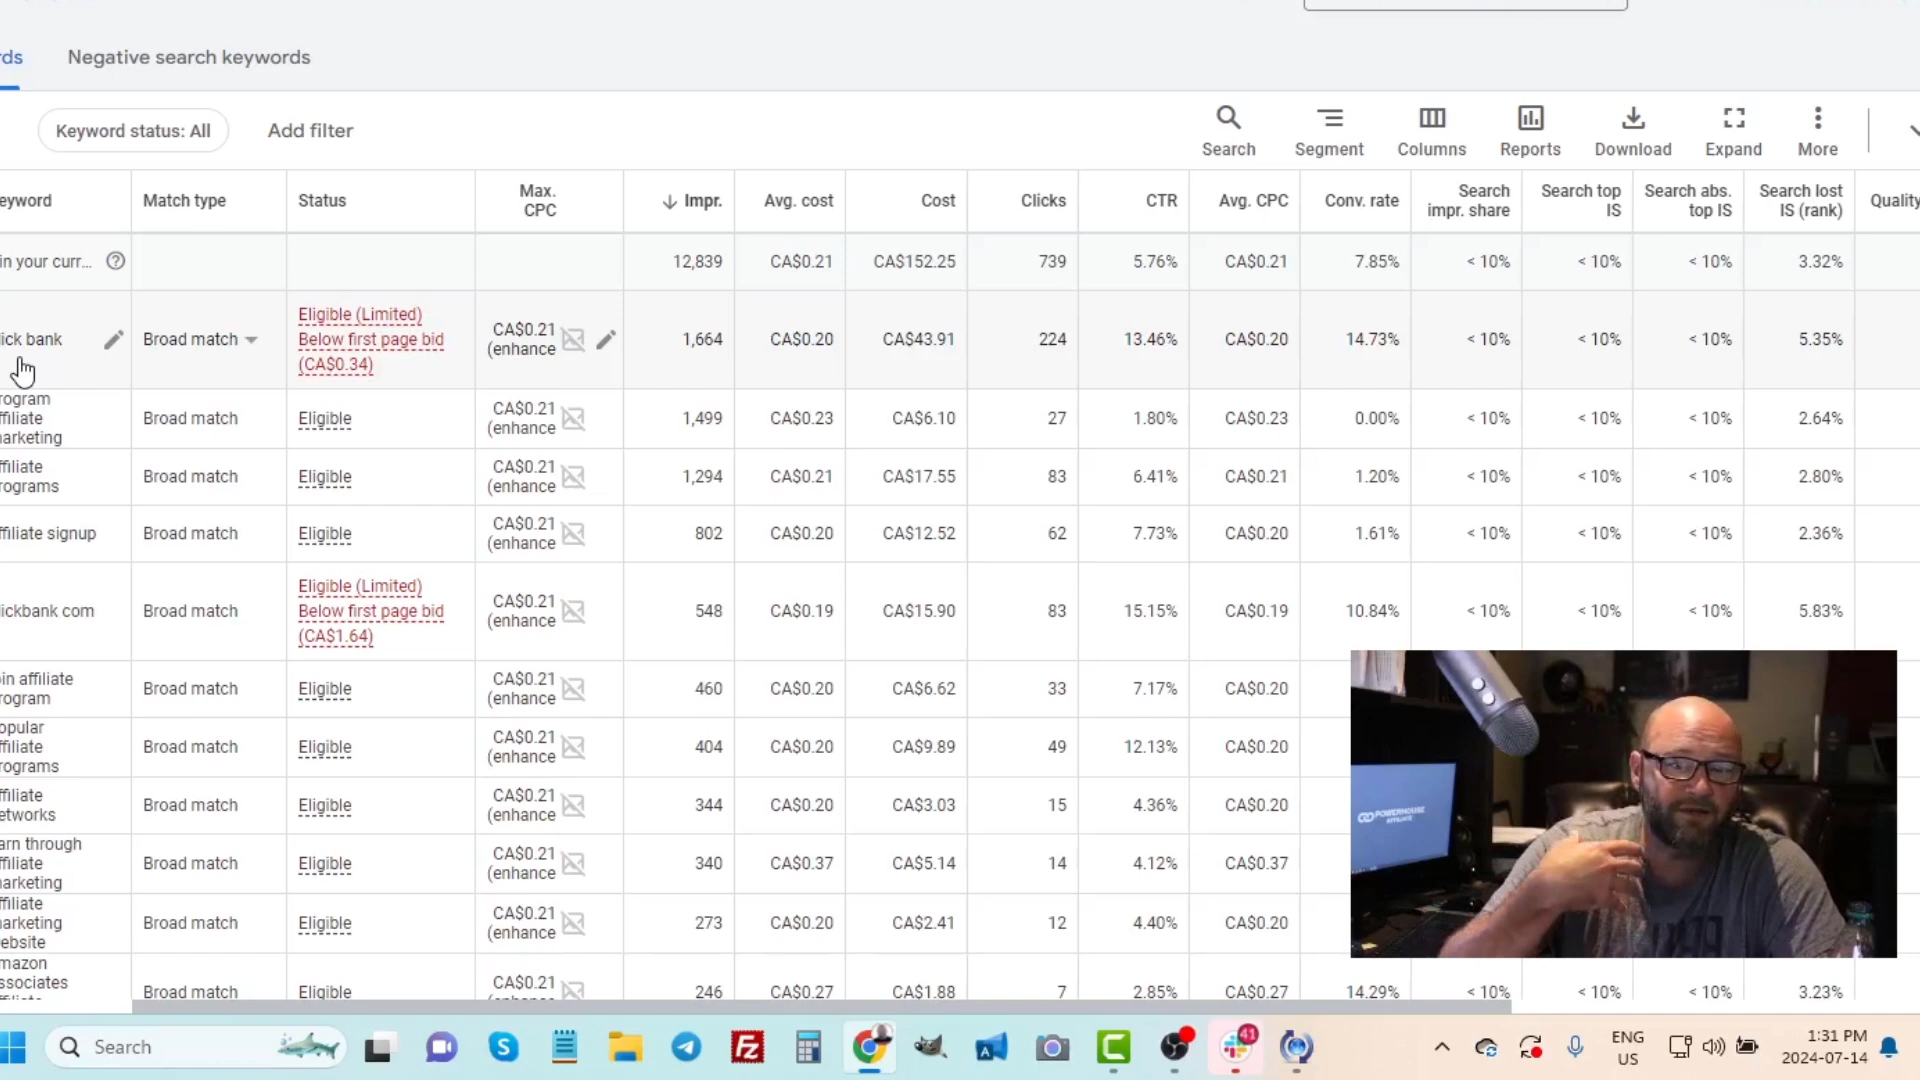 rds Negative search keywords
Keyword status: All Add filter
Search Segment Columns Reports Download Expand More
eyword Match type Status Max. CPC Impr. Avg. cost Cost Clicks CTR Avg. CPC Conv. rate Search impr. share Search top IS Search abs. top IS Search lost IS (rank) Quality
in your curr... 12,839 CA$0.21 CA$152.25 739 5.76% CA$0.21 7.85% < 10% < 10% < 10% 3.32%
ick bank Broad match Eligible (Limited) Below first page bid (CA$0.34) CA$0.21 (enhance 1,664 CA$0.20 CA$43.91 224 13.46% CA$0.20 14.73% < 10% < 10% < 10% 5.35%
rogram ffiliate narketing Broad match Eligible CA$0.21 (enhance 1,499 CA$0.23 CA$6.10 27 1.80% CA$0.23 0.00% < 10% < 10% < 10% 2.64%
ffiliate rograms Broad match Eligible CA$0.21 (enhance 1,294 CA$0.21 CA$17.55 83 6.41% CA$0.21 1.20% < 10% < 10% < 10% 2.80%
ffiliate signup Broad match Eligible CA$0.21 (enhance 802 CA$0.20 CA$12.52 62 7.73% CA$0.20 1.61% < 10% < 10% < 10% 2.36%
lickbank com Broad match Eligible (Limited) Below first page bid (CA$1.64) CA$0.21 (enhance 548 CA$0.19 CA$15.90 83 15.15% CA$0.19 10.84% < 10% < 10% < 10% 5.83%
in affiliate rogram Broad match Eligible CA$0.21 (enhance 460 CA$0.20 CA$6.62 33 7.17% CA$0.20
opular ffiliate rograms Broad match Eligible CA$0.21 (enhance 404 CA$0.20 CA$9.89 49 12.13% CA$0.20
ffiliate etworks Broad match Eligible CA$0.21 (enhance 344 CA$0.20 CA$3.03 15 4.36% CA$0.20
arn through ffiliate narketing Broad match Eligible CA$0.21 (enhance 340 CA$0.37 CA$5.14 14 4.12% CA$0.37
ffiliate narketing ebsite Broad match Eligible CA$0.21 (enhance 273 CA$0.20 CA$2.41 12 4.40% CA$0.20
mazon ssociates Broad match Eligible CA$0.21 246 CA$0.27 CA$1.88 7 2.85% CA$0.27 14.29% < 10% < 10% < 10% 3.23%
POWERHOUSE
AFFILIATE
Search 41 ENG US 1:31 PM 2024-07-14